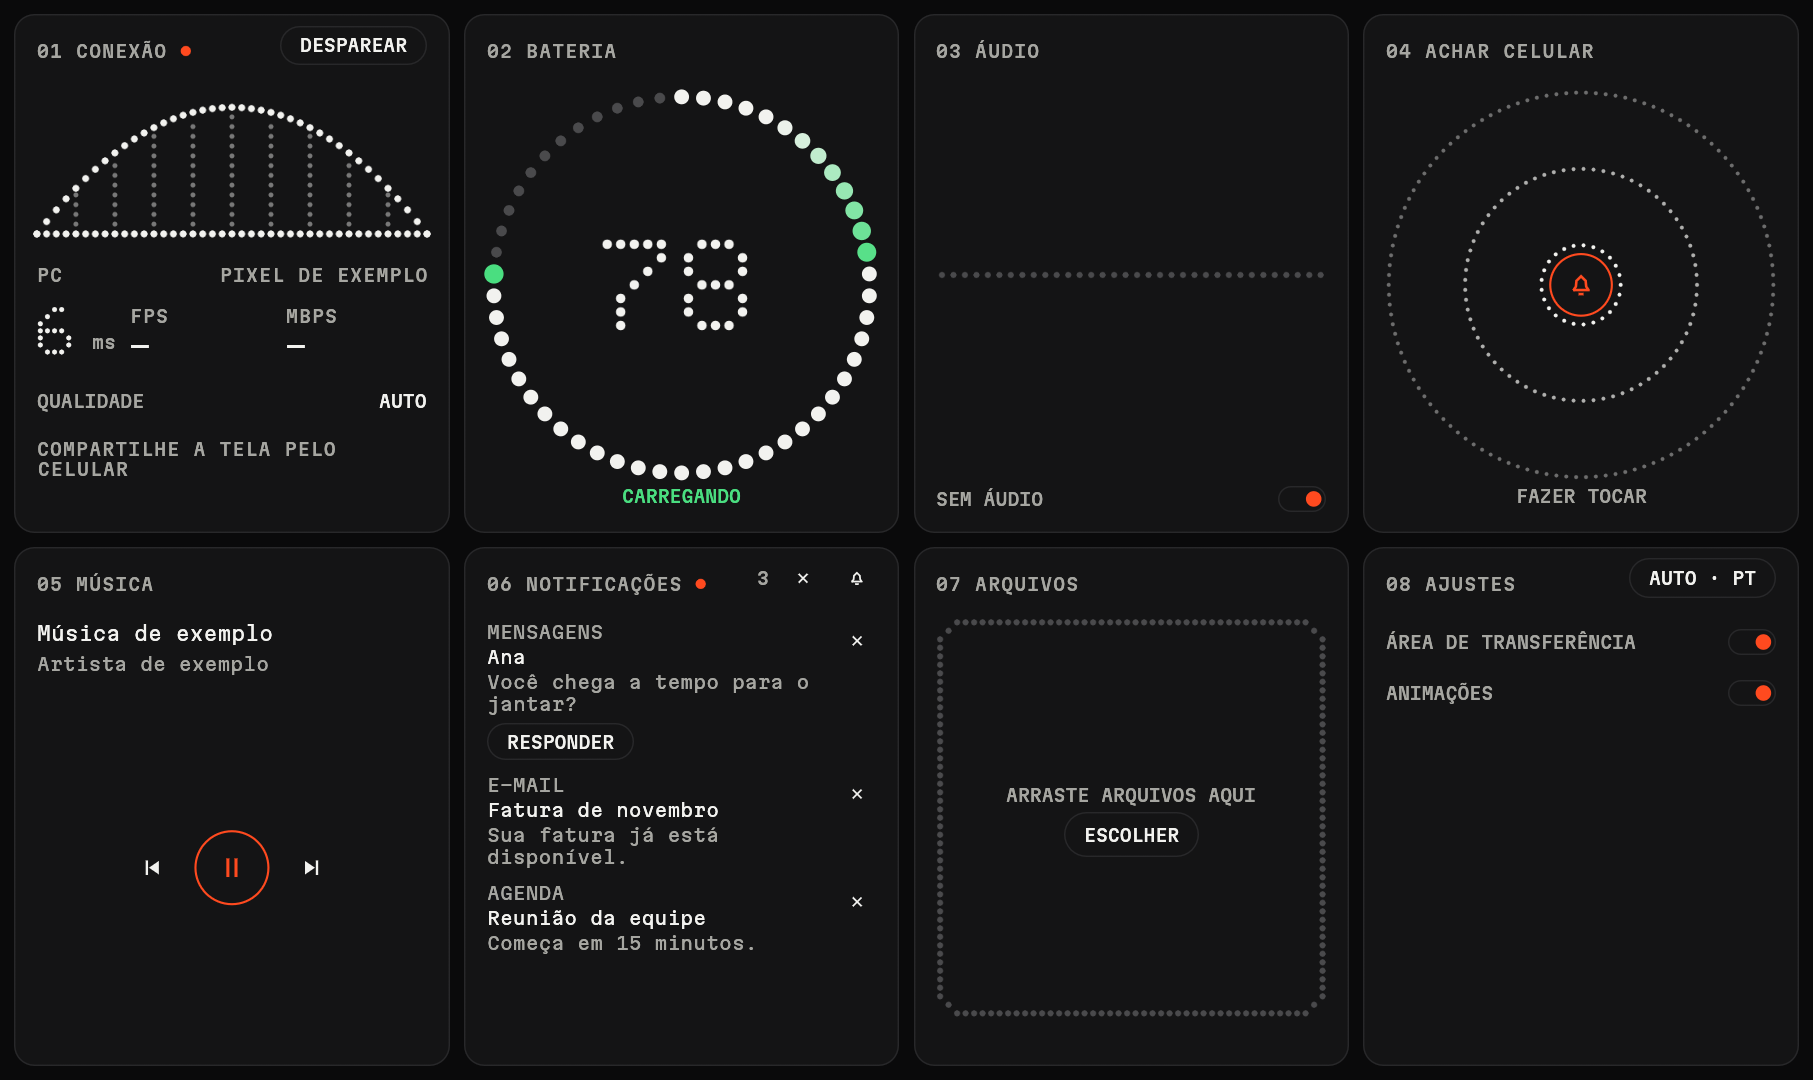 01 CONEXÃO
DESPAREAR
PC
PIXEL DE EXEMPLO
6 ms
FPS
—
MBPS
—
QUALIDADE
AUTO
COMPARTILHE A TELA PELO
CELULAR
02 BATERIA
78
CARREGANDO
03 ÁUDIO
SEM ÁUDIO
04 ACHAR CELULAR
FAZER TOCAR
05 MÚSICA
Música de exemplo
Artista de exemplo
06 NOTIFICAÇÕES
3
MENSAGENS
Ana
Você chega a tempo para o
jantar?
RESPONDER
E-MAIL
Fatura de novembro
Sua fatura já está
disponível.
AGENDA
Reunião da equipe
Começa em 15 minutos.
07 ARQUIVOS
ARRASTE ARQUIVOS AQUI
ESCOLHER
08 AJUSTES
AUTO · PT
ÁREA DE TRANSFERÊNCIA
ANIMAÇÕES